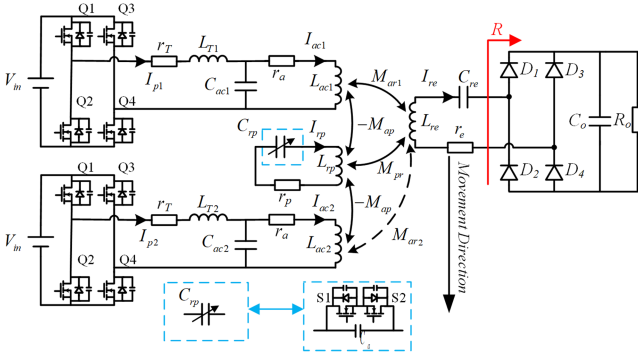 Q1 Q3
V_in
Q2 Q4
r_T
L_T1
I_p1
C_ac1
r_a
I_ac1
L_ac1
M_ar1
I_re
C_re
L_re
r_e
R
D_1 D_3
D_2 D_4
C_o R_o
−M_ap
C_rp
I_rp
L_rp
r_p
M_pr
−M_ap
Q1 Q3
V_in
Q2 Q4
r_T
L_T2
I_p2
C_ac2
r_a
I_ac2
L_ac2
M_ar2
Movement Direction
C_rp
S1 S2